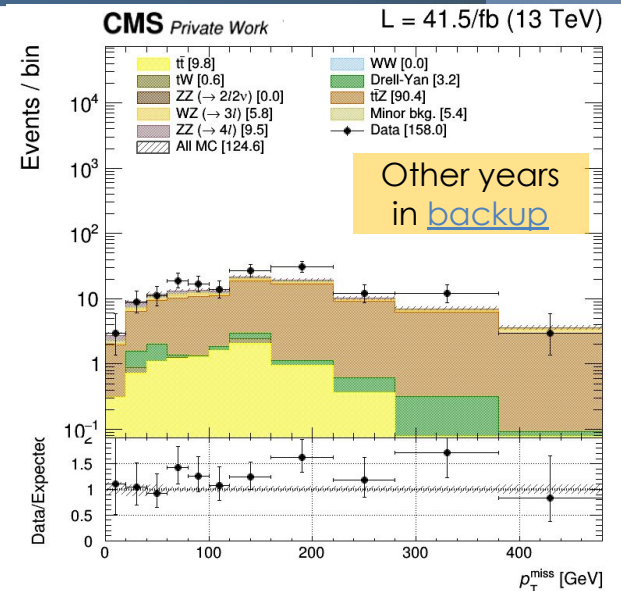 CMS Private Work L = 41.5/fb (13 TeV)
Events / bin
tt̄ [9.8]
tW [0.6]
ZZ (→ 2l2ν) [0.0]
WZ (→ 3l) [5.8]
ZZ (→ 4l) [9.5]
All MC [124.6]
WW [0.0]
Drell-Yan [3.2]
tt̄Z [90.4]
Minor bkg. [5.4]
Data [158.0]
Other years
in backup
10⁴
10³
10²
10
1
10⁻¹
Data/Expected
2
1.5
1
0.5
0
0 100 200 300 400
p_T^miss [GeV]